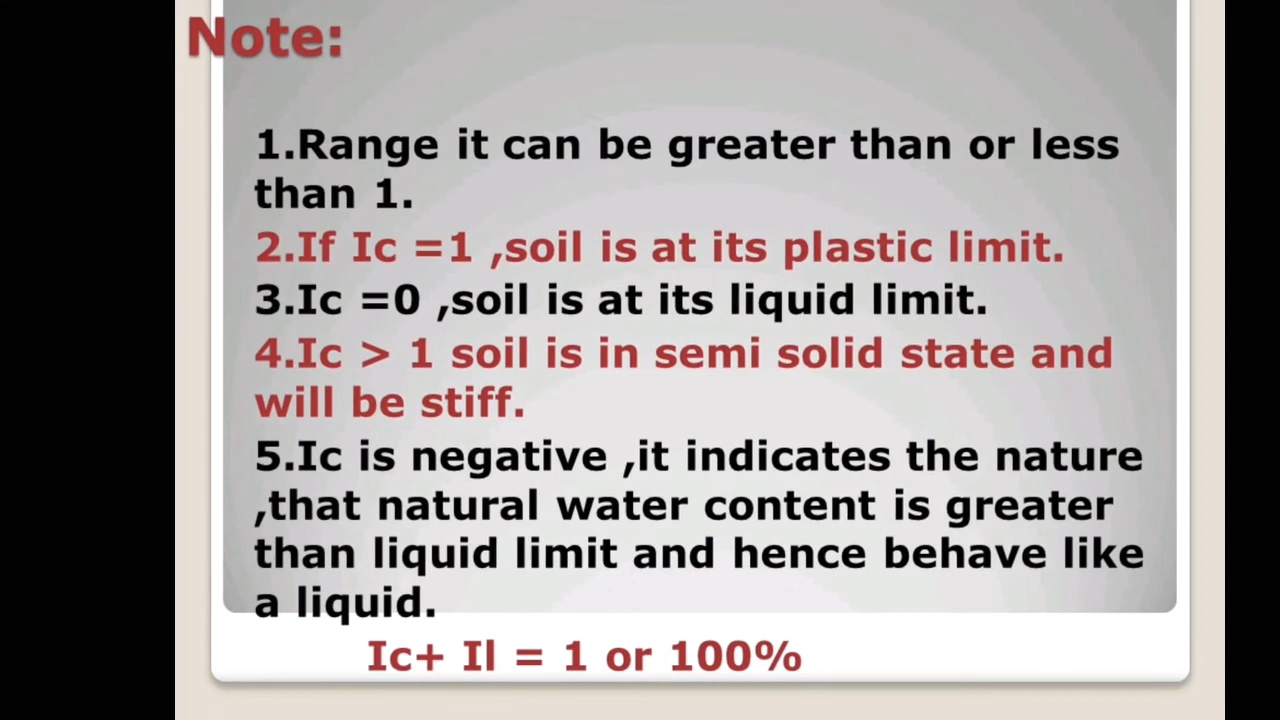 Note:
1.Range it can be greater than or less
than 1.
2.If Ic =1 ,soil is at its plastic limit.
3.Ic =0 ,soil is at its liquid limit.
4.Ic > 1 soil is in semi solid state and
will be stiff.
5.Ic is negative ,it indicates the nature
,that natural water content is greater
than liquid limit and hence behave like
a liquid.
Ic+ Il = 1 or 100%